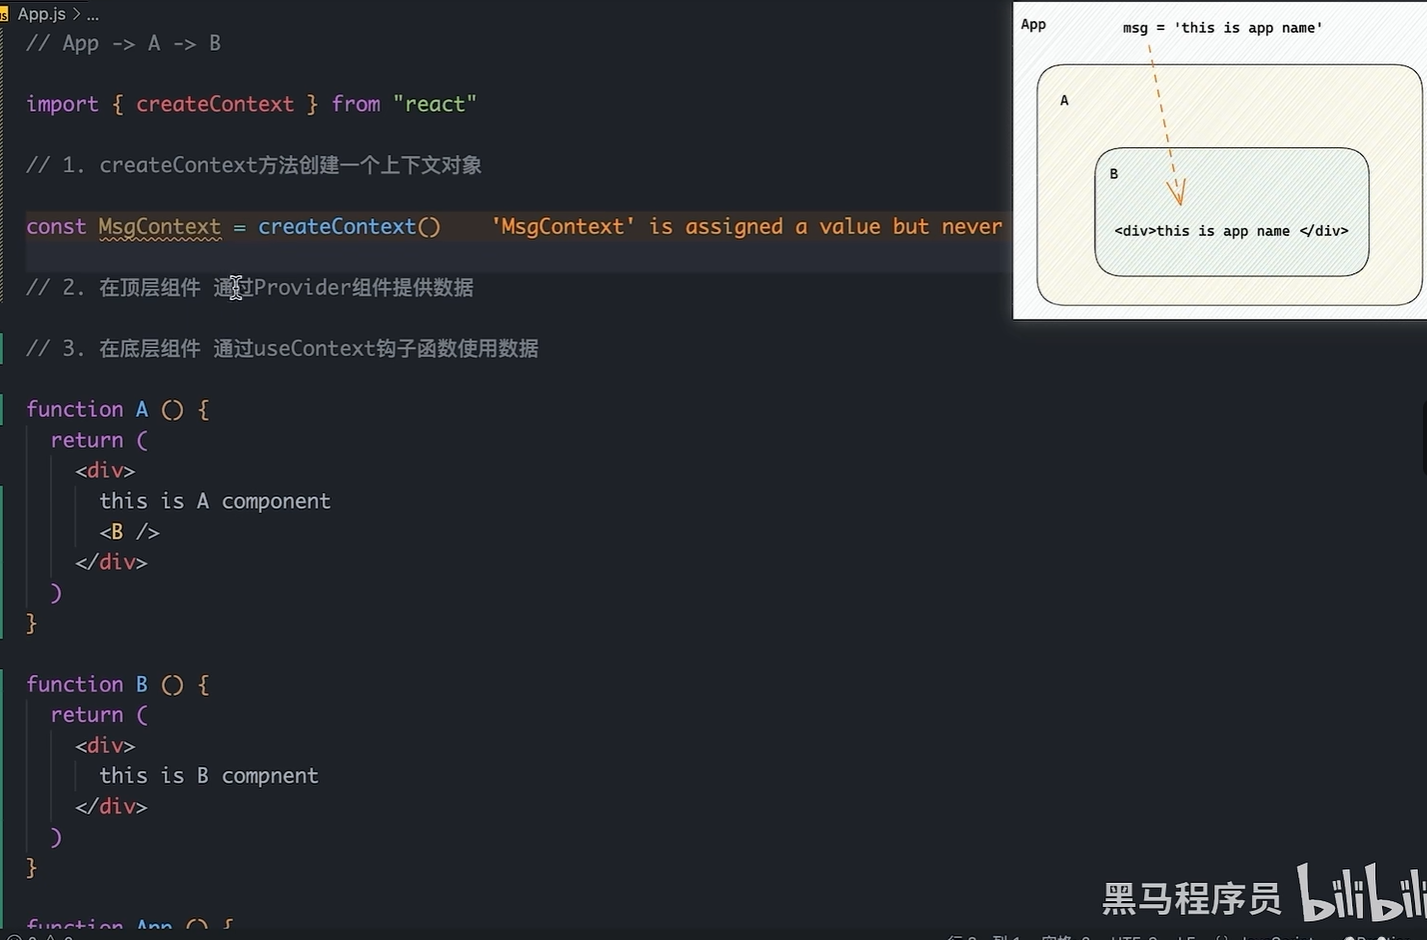 App.js > ...
// App -> A -> B
import { createContext } from "react"
// 1. createContext方法创建一个上下文对象
const MsgContext = createContext() 'MsgContext' is assigned a value but never
// 2. 在顶层组件 通过Provider组件提供数据
// 3. 在底层组件 通过useContext钩子函数使用数据
function A () {
return (
<div>
this is A component
<B />
</div>
)
}
function B () {
return (
<div>
this is B compnent
</div>
)
}
function App () {
App
msg = 'this is app name'
A
B
<div>this is app name </div>
黑马程序员 bilibili